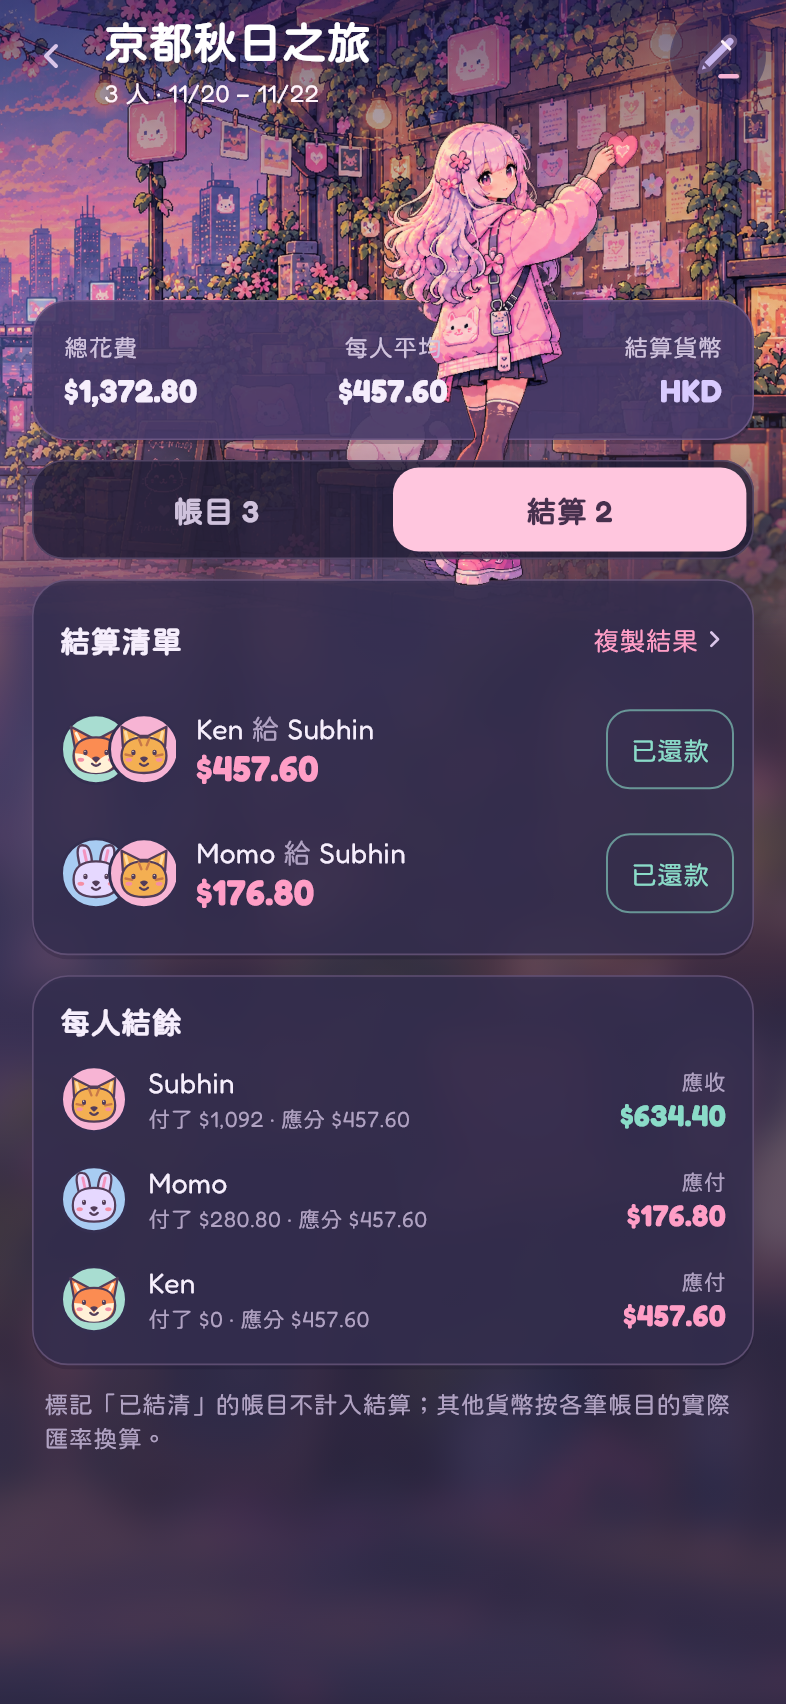 京都秋日之旅
3 人 · 11/20 – 11/22
總花費 每人平均 結算貨幣
$1,372.80 $457.60 HKD
帳目 3 結算 2
結算清單 複製結果
Ken 給 Subhin
$457.60
已還款
Momo 給 Subhin
$176.80
已還款
每人結餘
Subhin 應收
付了 $1,092 · 應分 $457.60 $634.40
Momo 應付
付了 $280.80 · 應分 $457.60 $176.80
Ken 應付
付了 $0 · 應分 $457.60 $457.60
標記「已結清」的帳目不計入結算；其他貨幣按各筆帳目的實際
匯率換算。